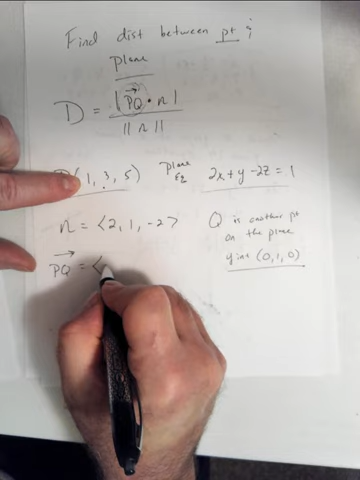 Find dist between pt &
plane
D = |PQ • n| / ||n||
(1, 3, 5) plane Eq 2x + y - 2z = 1
n = <2, 1, -2>
Q is another pt
on the plane
(0, 1, 0)
PQ = <